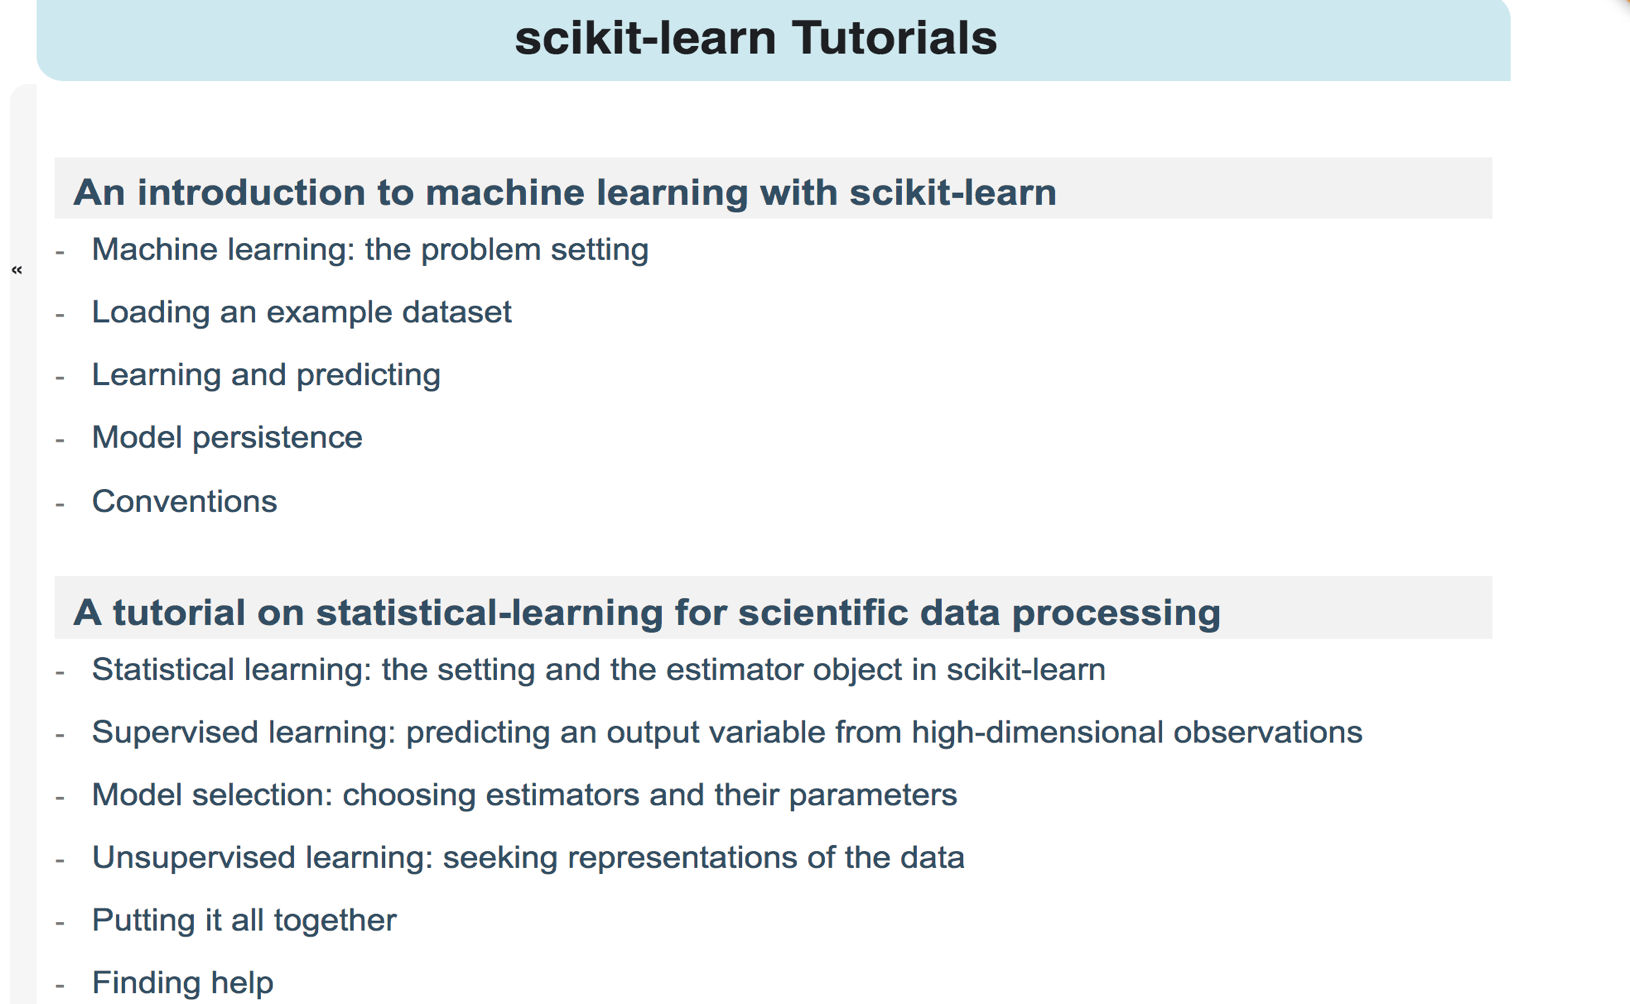 scikit-learn Tutorials
An introduction to machine learning with scikit-learn
- Machine learning: the problem setting
«
- Loading an example dataset
- Learning and predicting
- Model persistence
- Conventions
A tutorial on statistical-learning for scientific data processing
- Statistical learning: the setting and the estimator object in scikit-learn
- Supervised learning: predicting an output variable from high-dimensional observations
- Model selection: choosing estimators and their parameters
- Unsupervised learning: seeking representations of the data
- Putting it all together
- Finding help